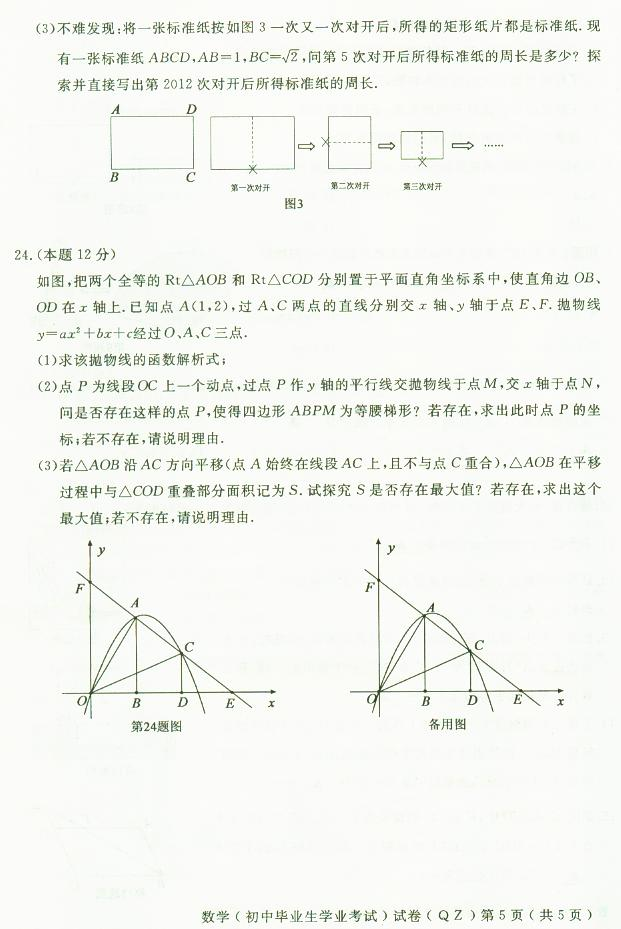 (3)不难发现:将一张标准纸按如图3一次又一次对开后,所得的矩形纸片都是标准纸.现
有一张标准纸ABCD,AB=1,BC=√2,问第5次对开后所得标准纸的周长是多少? 探
索并直接写出第2012次对开后所得标准纸的周长.
A D
B C
第一次对开 第二次对开 第三次对开 ……
图3
24.(本题12分)
如图,把两个全等的Rt△AOB和Rt△COD分别置于平面直角坐标系中,使直角边OB、
OD在x轴上.已知点A(1,2),过A、C两点的直线分别交x轴、y轴于点E、F.抛物线
y=ax²+bx+c经过O、A、C三点.
(1)求该抛物线的函数解析式;
(2)点P为线段OC上一个动点,过点P作y轴的平行线交抛物线于点M,交x轴于点N,
问是否存在这样的点P,使得四边形ABPM为等腰梯形? 若存在,求出此时点P的坐
标;若不存在,请说明理由.
(3)若△AOB沿AC方向平移(点A始终在线段AC上,且不与点C重合),△AOB在平移
过程中与△COD重叠部分面积记为S.试探究S是否存在最大值? 若存在,求出这个
最大值;若不存在,请说明理由.
y y
F F
A A
C C
O B D E x O B D E x
第24题图 备用图
数学(初中毕业生学业考试)试卷(QZ)第5页(共5页)